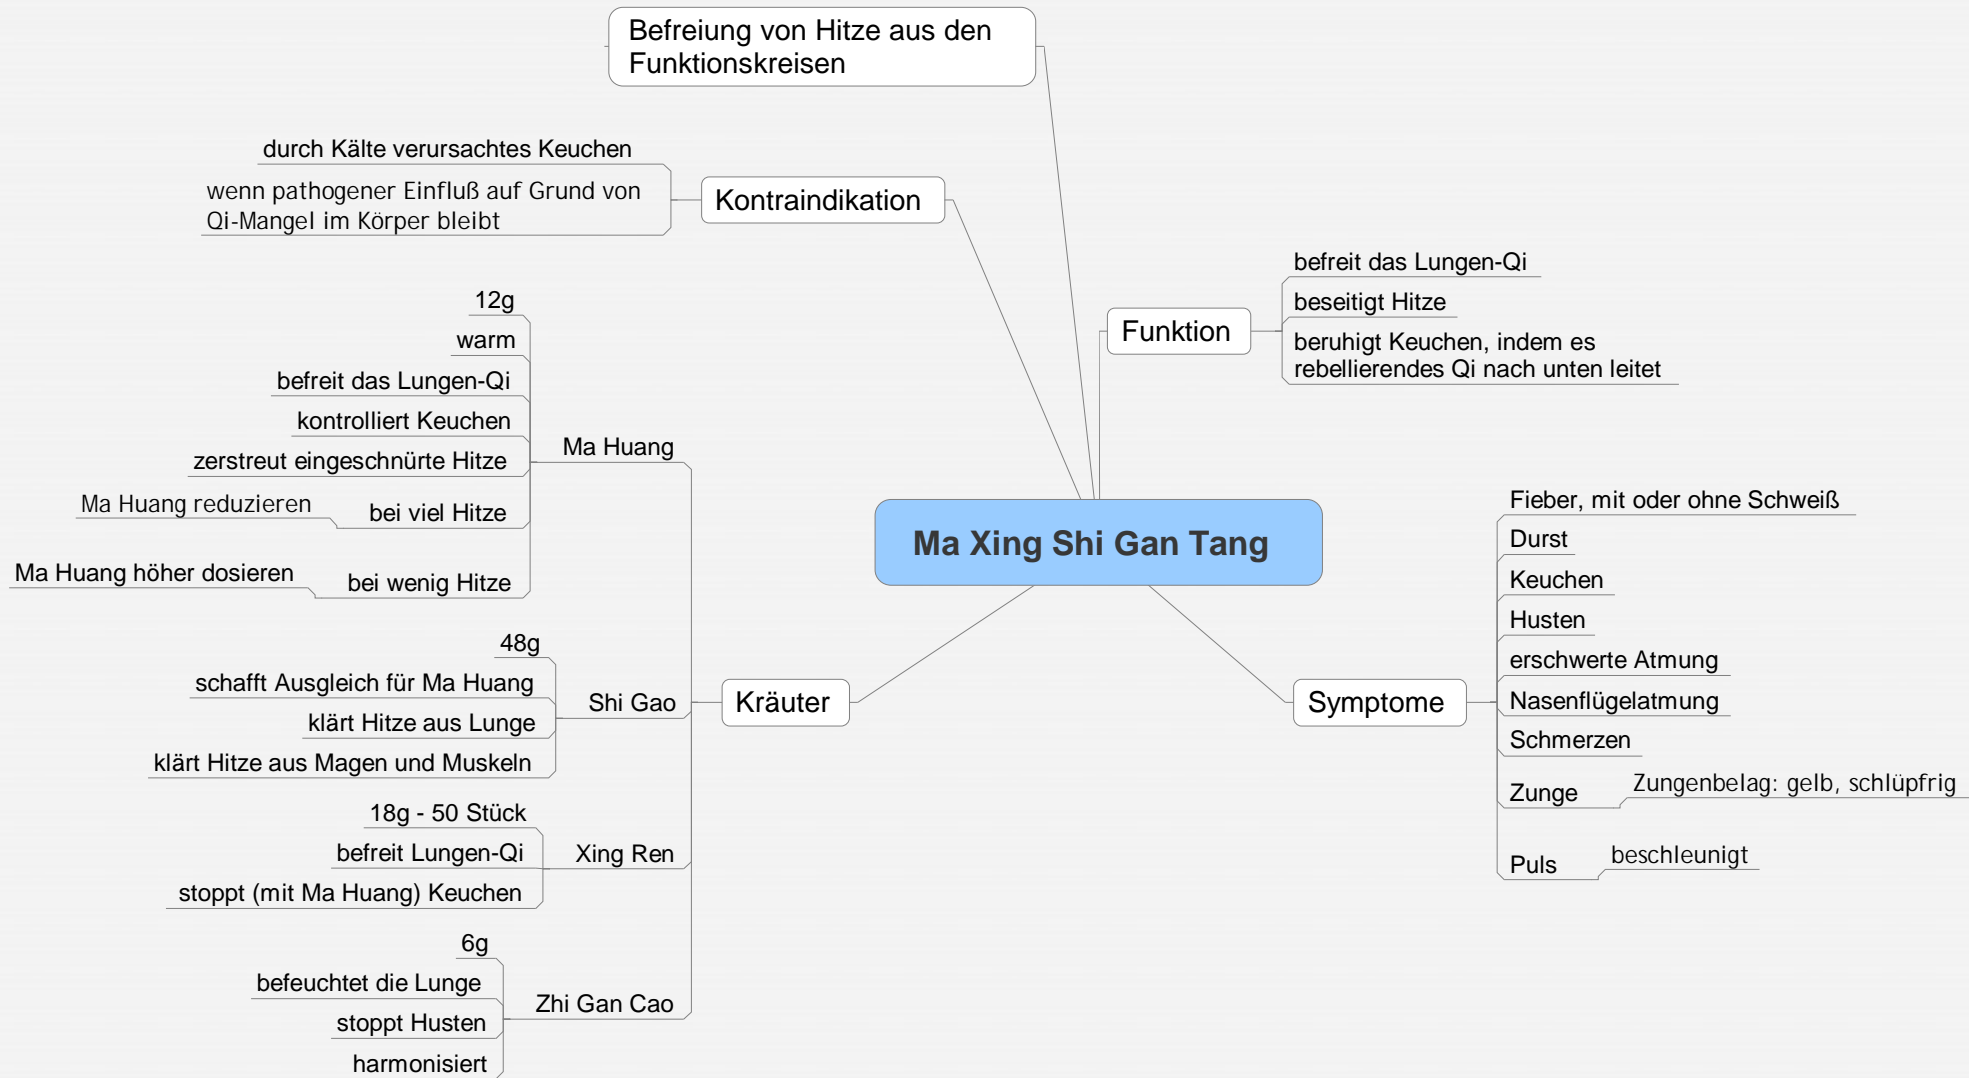 Befreiung von Hitze aus den
Funktionskreisen
durch Kälte verursachtes Keuchen
wenn pathogener Einfluß auf Grund von
Qi-Mangel im Körper bleibt
Kontraindikation
befreit das Lungen-Qi
beseitigt Hitze
beruhigt Keuchen, indem es
rebellierendes Qi nach unten leitet
Funktion
12g
warm
befreit das Lungen-Qi
kontrolliert Keuchen
zerstreut eingeschnürte Hitze
Ma Huang reduzieren
bei viel Hitze
Ma Huang höher dosieren
bei wenig Hitze
Ma Huang
Ma Xing Shi Gan Tang
48g
schafft Ausgleich für Ma Huang
klärt Hitze aus Lunge
klärt Hitze aus Magen und Muskeln
Shi Gao
Kräuter
18g - 50 Stück
befreit Lungen-Qi
stoppt (mit Ma Huang) Keuchen
Xing Ren
6g
befeuchtet die Lunge
stoppt Husten
harmonisiert
Zhi Gan Cao
Symptome
Fieber, mit oder ohne Schweiß
Durst
Keuchen
Husten
erschwerte Atmung
Nasenflügelatmung
Schmerzen
Zunge
Zungenbelag: gelb, schlüpfrig
Puls
beschleunigt